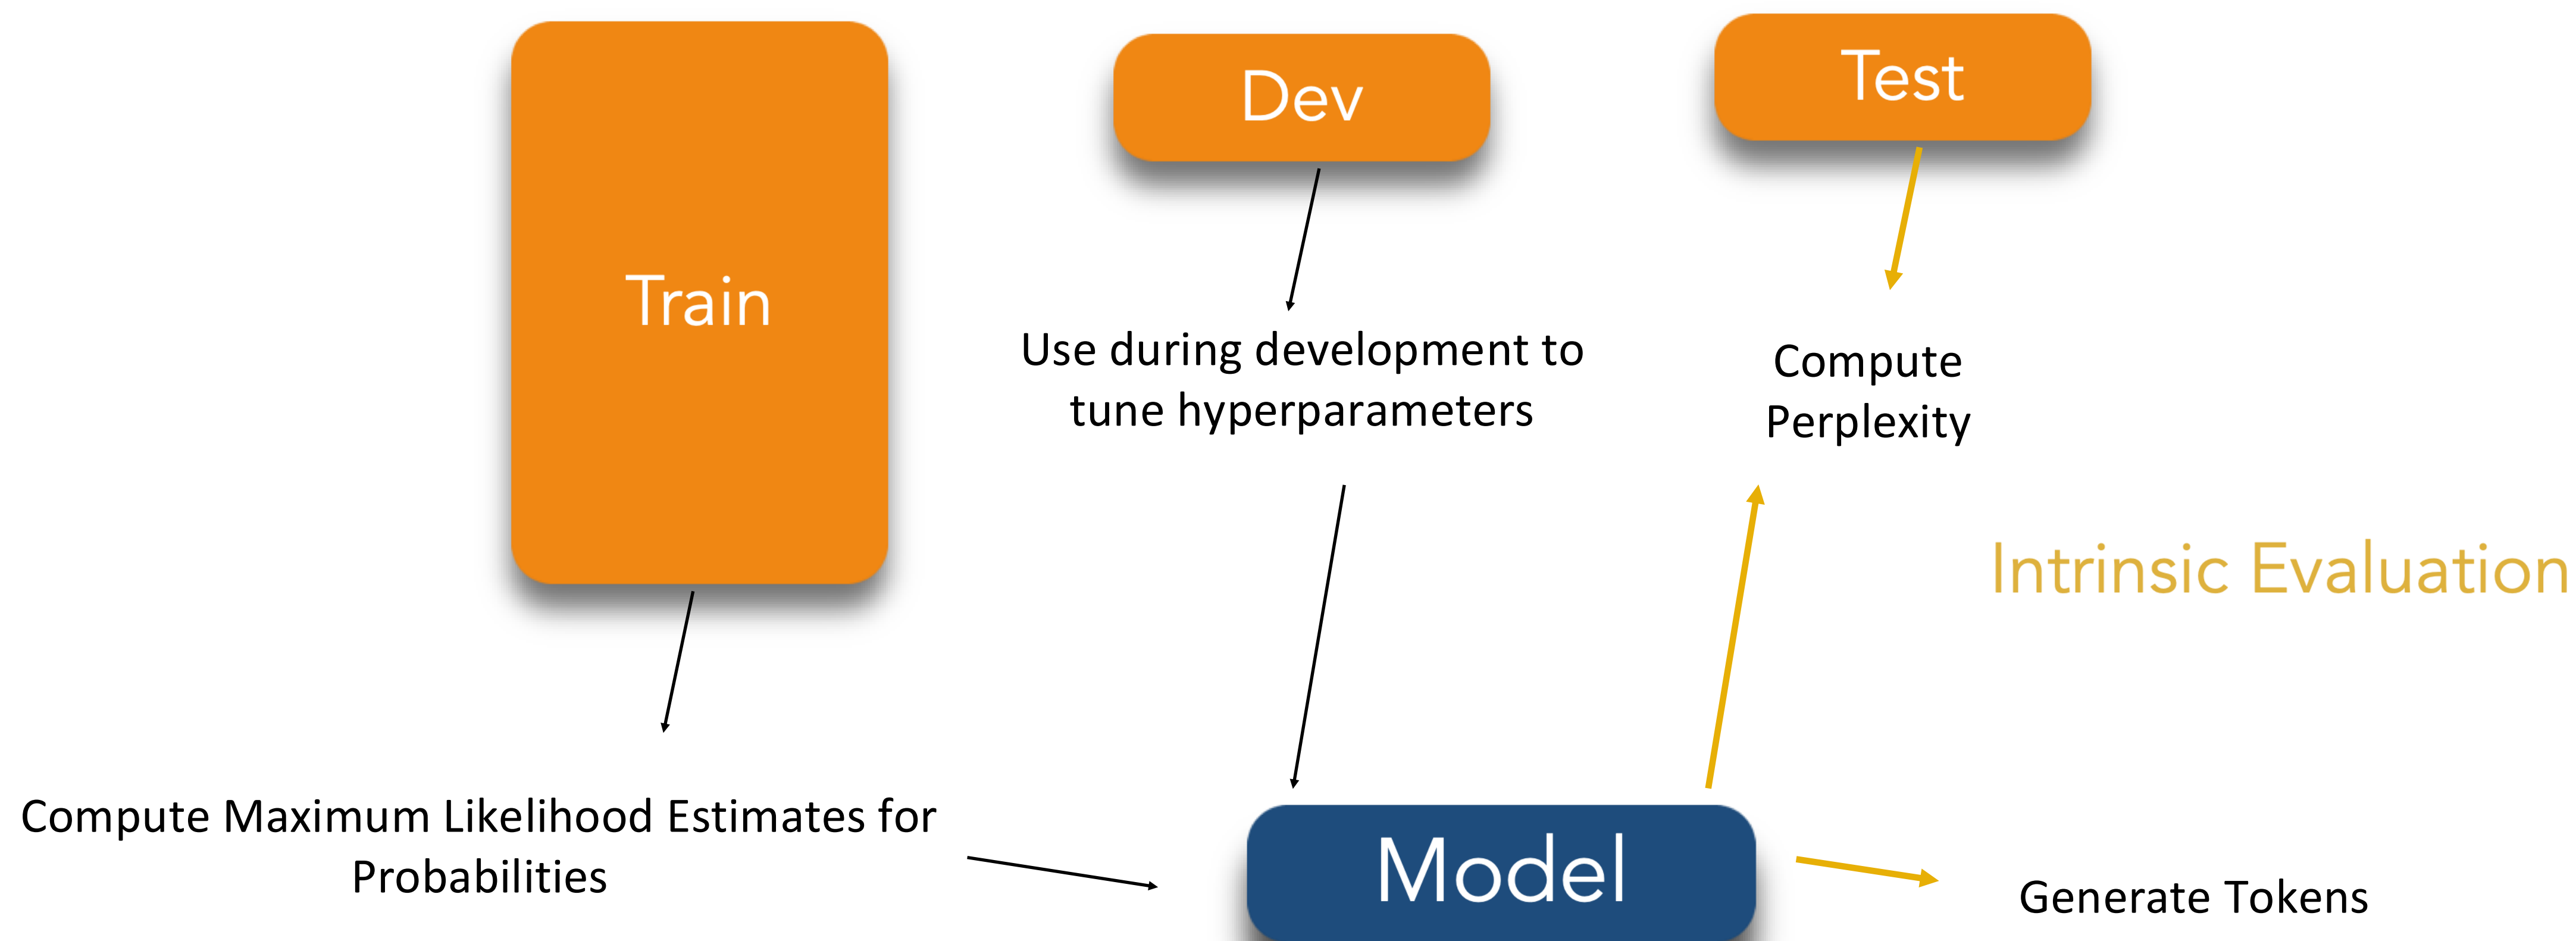 Train
Dev
Test
Use during development to
tune hyperparameters
Compute
Perplexity
Intrinsic Evaluation
Compute Maximum Likelihood Estimates for
Probabilities
Model
Generate Tokens